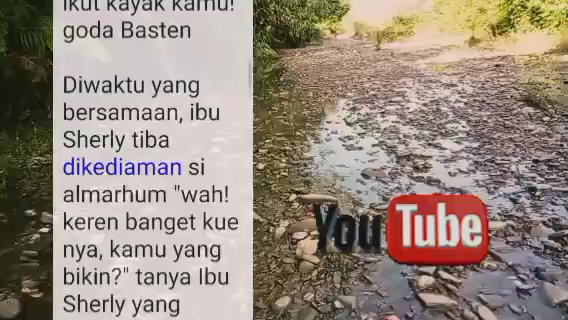 ikut kayak kamu!
goda Basten
Diwaktu yang
bersamaan, ibu
Sherly tiba
dikediaman si
almarhum "wah!
keren banget kue
nya, kamu yang
bikin?" tanya Ibu
Sherly yang
YouTube